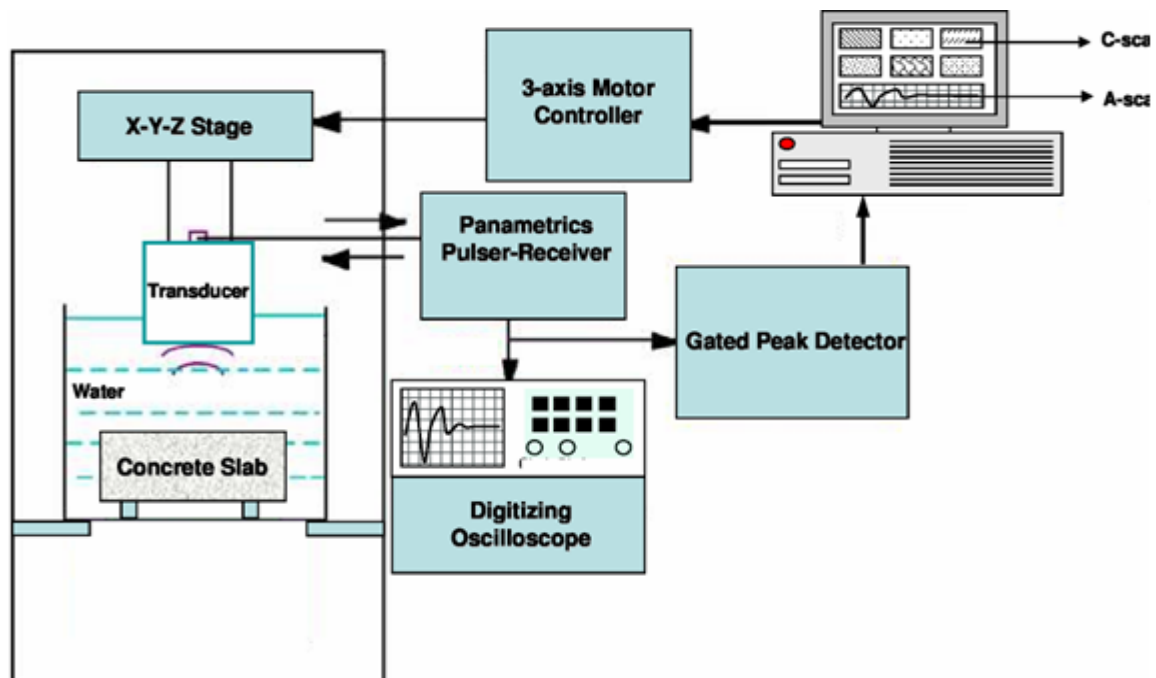 3-axis Motor
Controller
C-sca
A-sca
X-Y-Z Stage
Panametrics
Pulser-Receiver
Transducer
Gated Peak Detector
Water
Concrete Slab
Digitizing
Oscilloscope